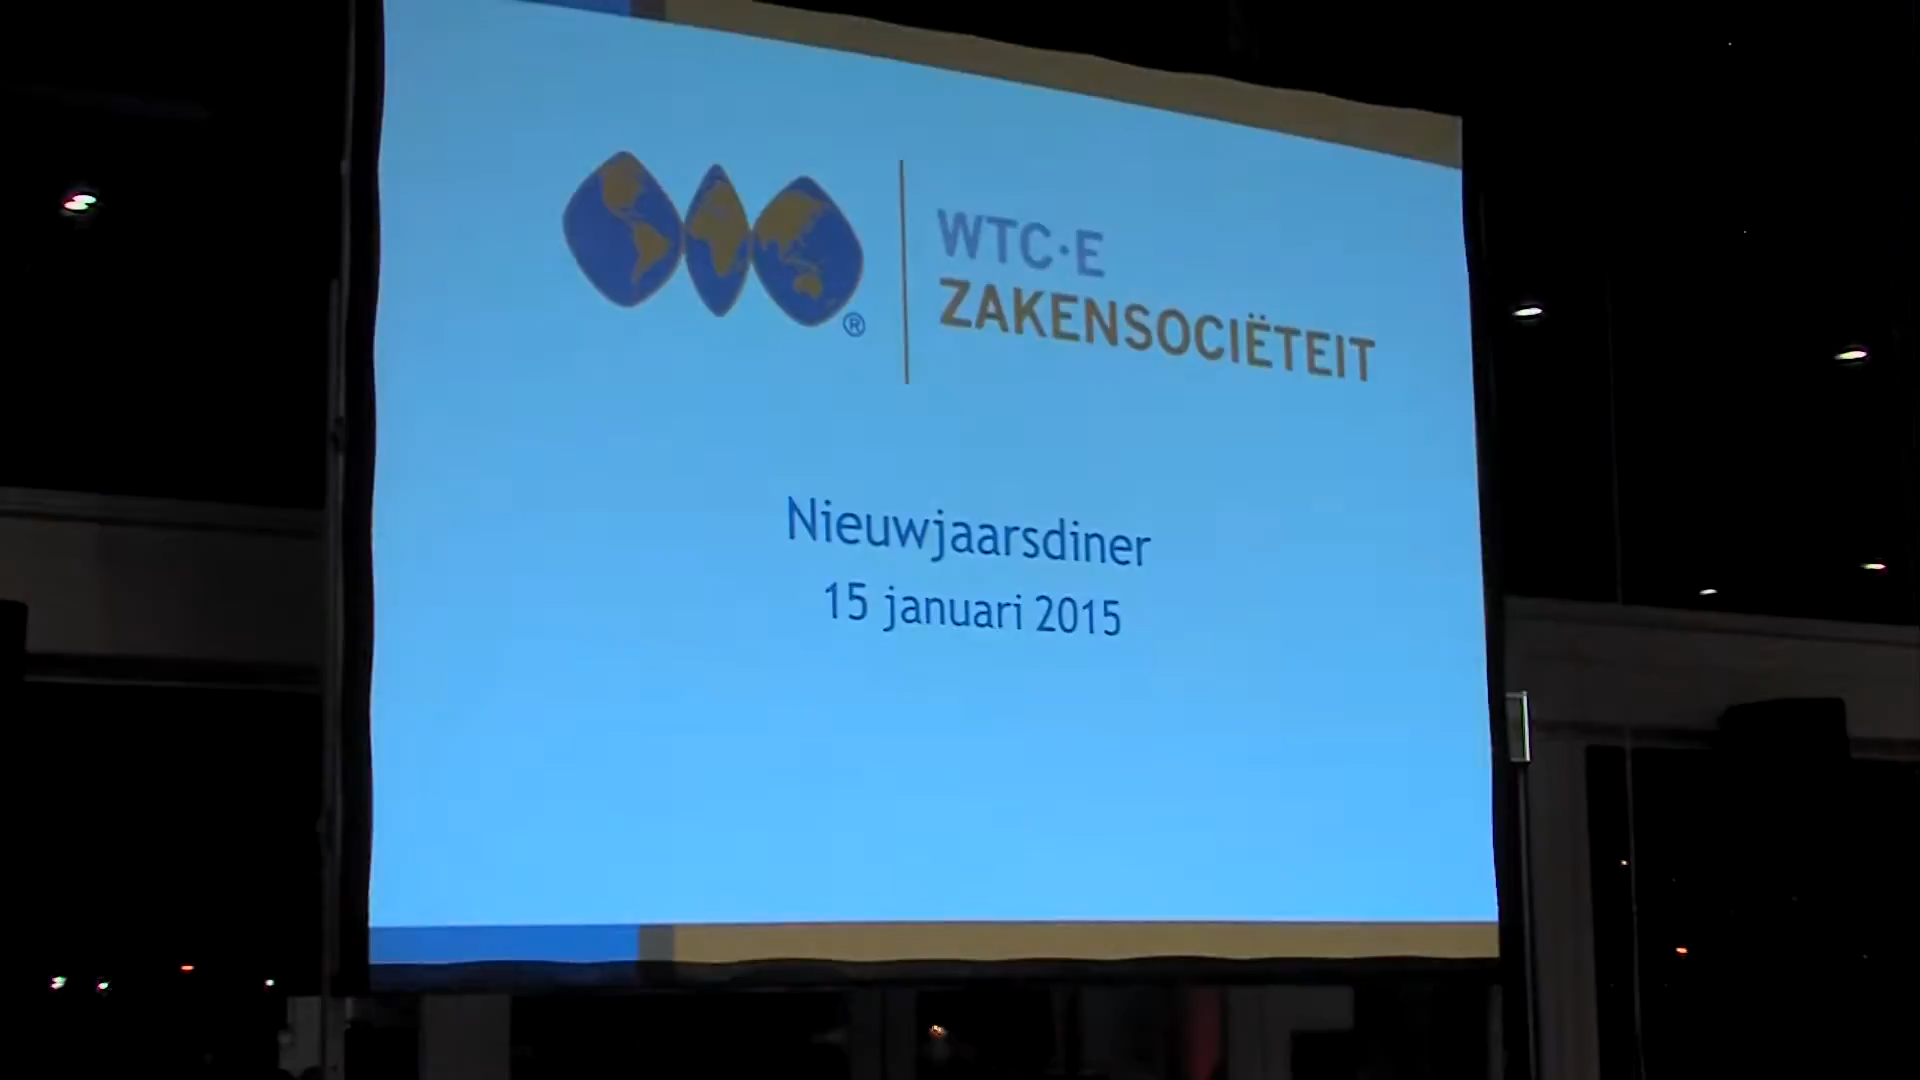 ®
WTC·E
ZAKENSOCIËTEIT
Nieuwjaarsdiner
15 januari 2015